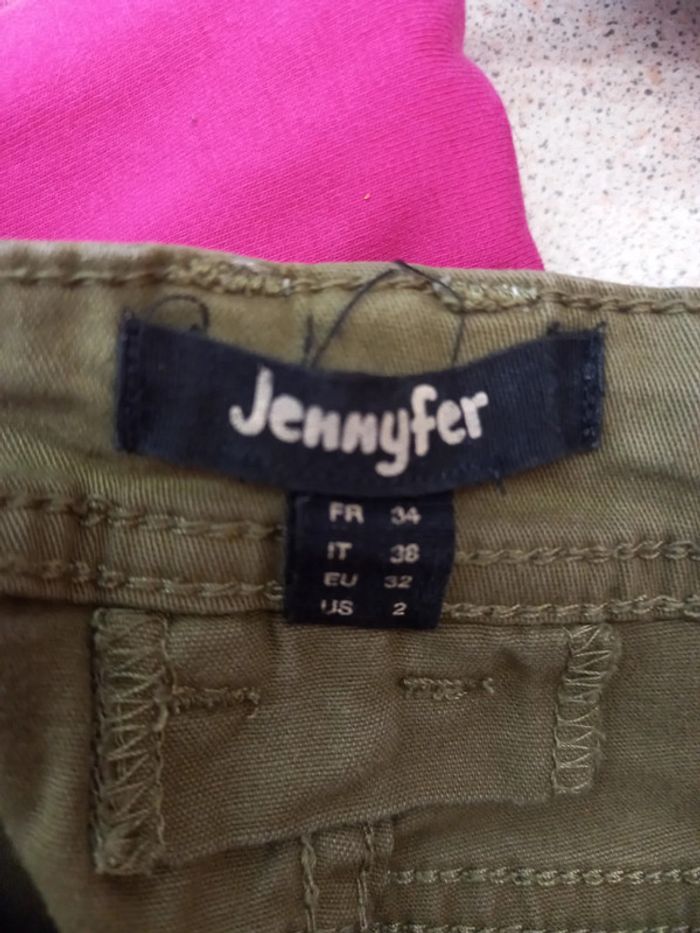 Jennyfer
FR 34
IT 38
EU 32
US 2